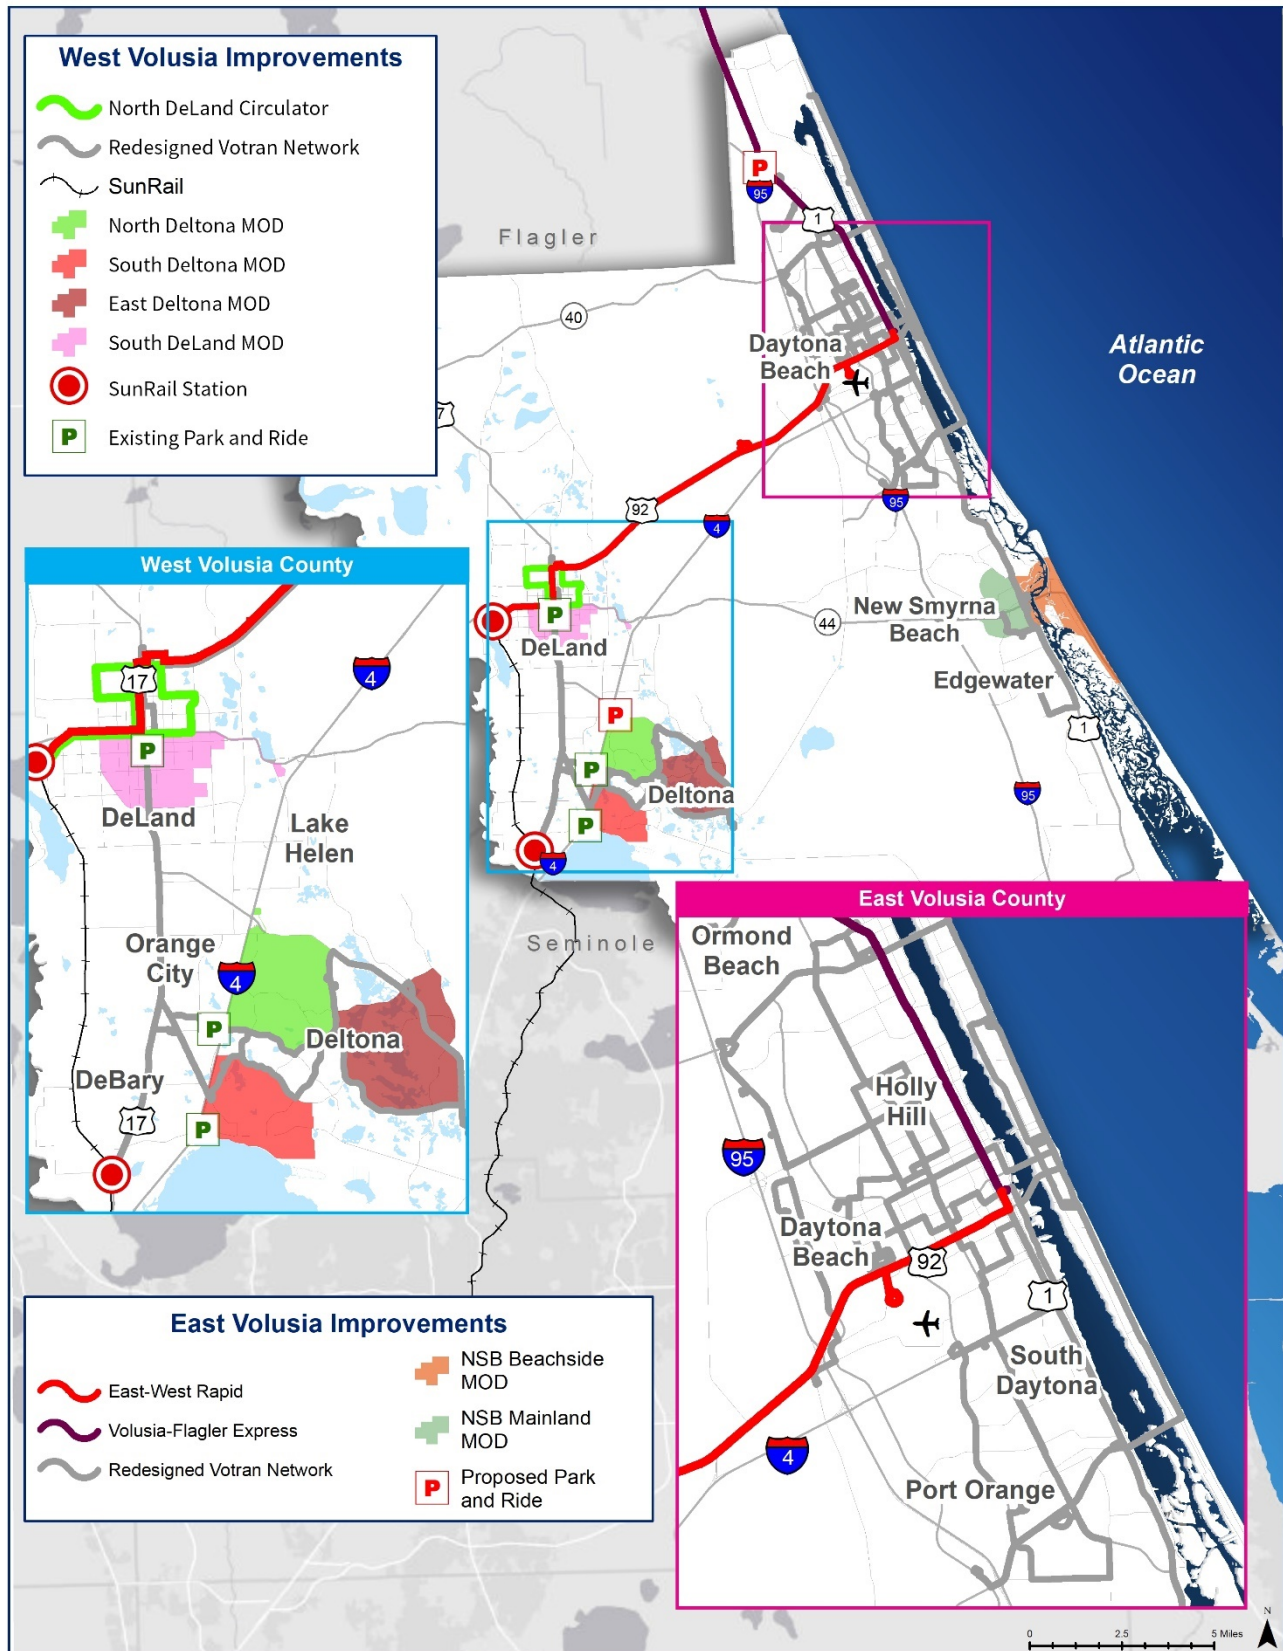 West Volusia Improvements
North DeLand Circulator
Redesigned Votran Network
SunRail
North Deltona MOD
South Deltona MOD
East Deltona MOD
South DeLand MOD
SunRail Station
P
Existing Park and Ride
P
95
1
Flagler
40
Daytona
Beach
Atlantic
Ocean
7
92
95
4
P
DeLand
44
New Smyrna
Beach
Edgewater
P
1
P
Deltona
95
P
4
Seminole
West Volusia County
17
4
P
DeLand
Lake
Helen
Orange
City
4
P
Deltona
DeBary
17
P
East Volusia County
Ormond
Beach
Holly
Hill
95
Daytona
Beach
92
1
South
Daytona
4
Port Orange
East Volusia Improvements
East-West Rapid
Volusia-Flagler Express
Redesigned Votran Network
NSB Beachside
MOD
NSB Mainland
MOD
P
Proposed Park
and Ride
N
0 2.5 5 Miles